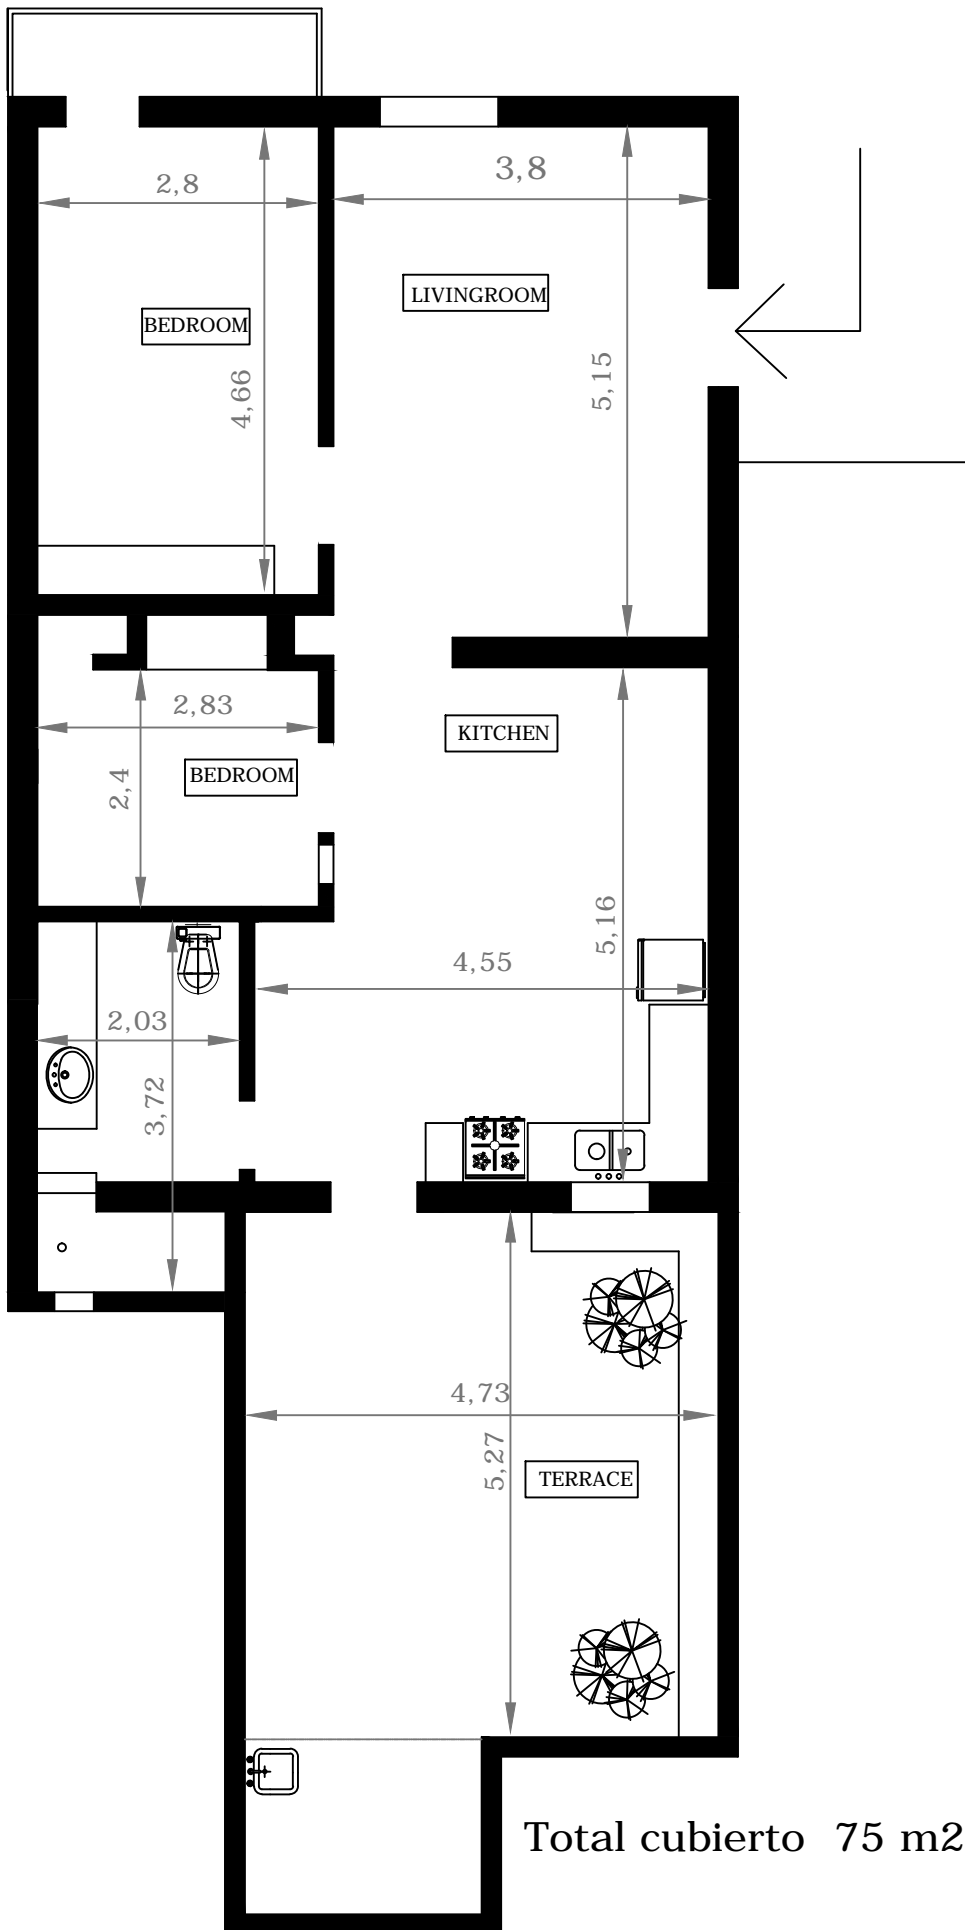 2,8
3,8
LIVINGROOM
BEDROOM
4,66
5,15
2,83
KITCHEN
BEDROOM
2,4
5,16
4,55
2,03
3,72
4,73
5,27
TERRACE
Total cubierto 75 m2